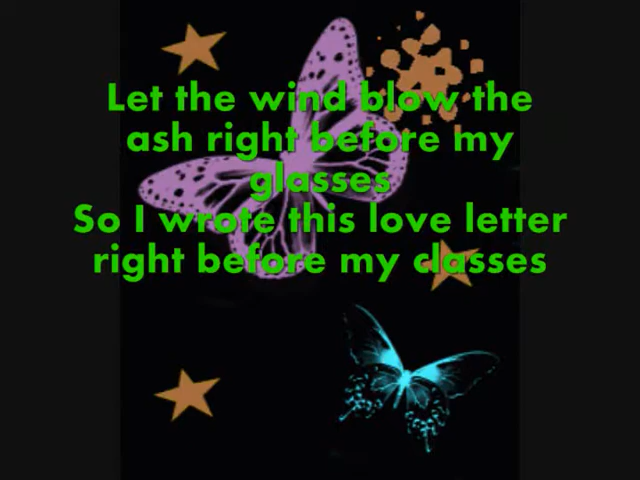 Let the wind blow the
ash right before my
glasses
So I wrote this love letter
right before my classes